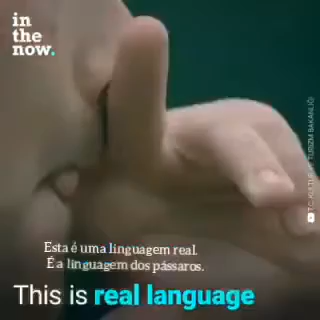 in
the
now.
Esta é uma linguagem real.
É a linguagem dos pássaros.
This is real language